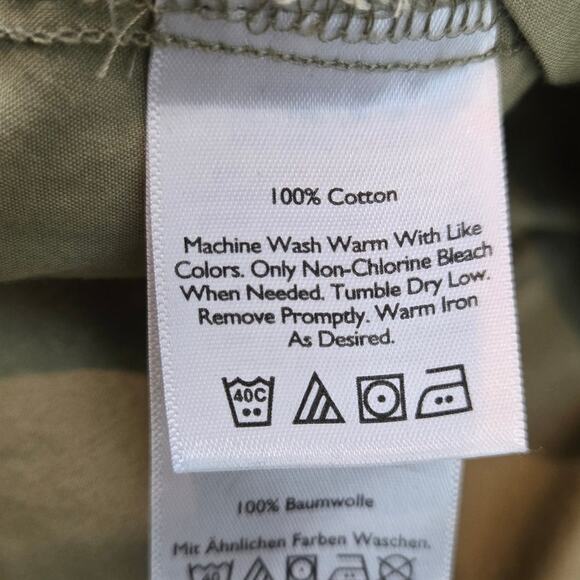 100% Cotton
Machine Wash Warm With Like
Colors. Only Non-Chlorine Bleach
When Needed. Tumble Dry Low.
Remove Promptly. Warm Iron
As Desired.
40C
100% Baumwolle
Mit Ähnlichen Farben Waschen.
40